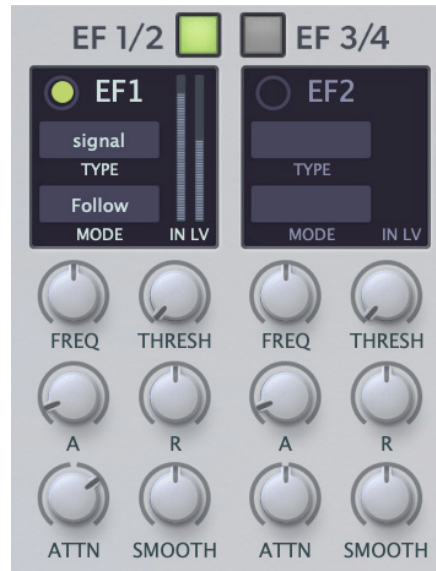 EF 1/2 EF 3/4
EF1 EF2
signal
TYPE TYPE
Follow
MODE IN LV MODE IN LV
FREQ THRESH FREQ THRESH
A R A R
ATTN SMOOTH ATTN SMOOTH